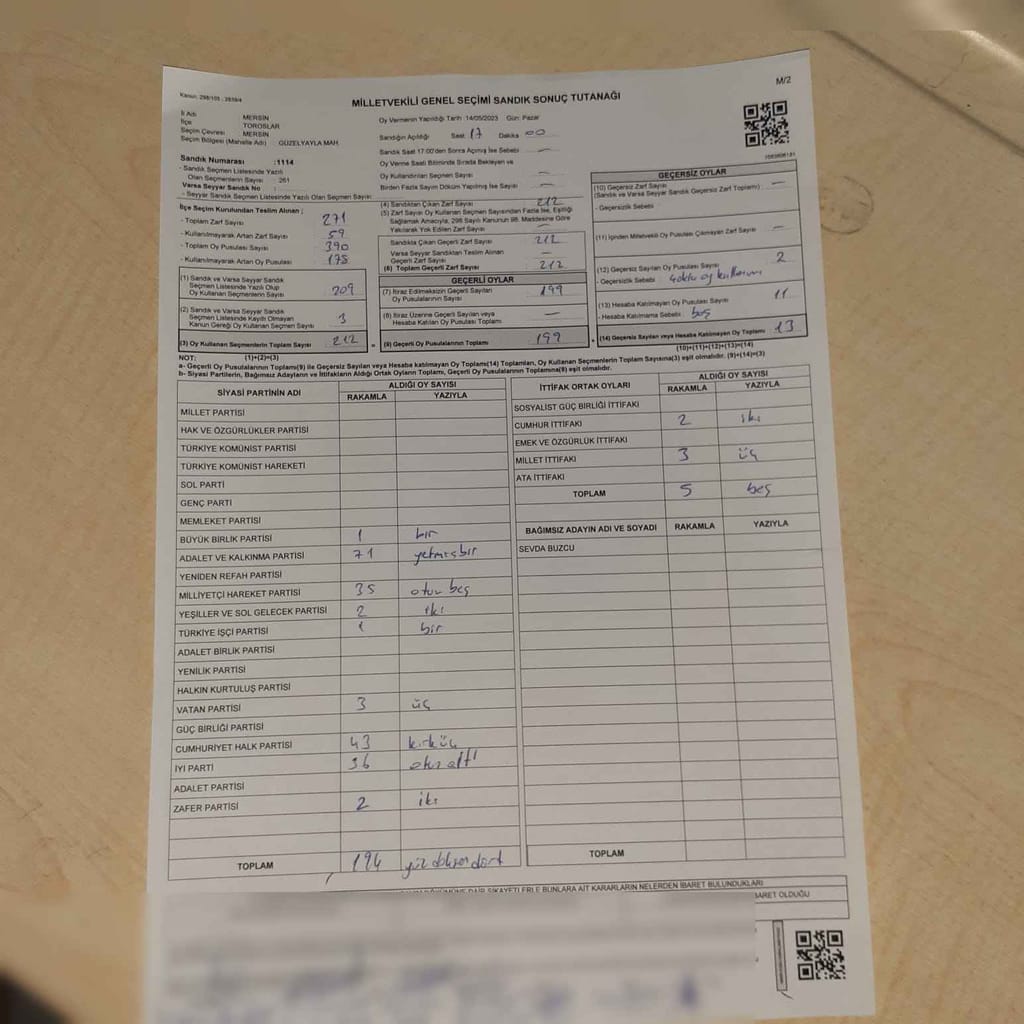 M/2
Kanun: 298/105 ; 2839/4
MİLLETVEKİLİ GENEL SEÇİMİ SANDIK SONUÇ TUTANAĞI
İl Adı MERSİN
İlçe TOROSLAR
Seçim Çevresi MERSİN
Seçim Bölgesi (Mahalle Adı) : GÜZELYAYLA MAH.
Sandık Numarası :1114
- Sandık Seçmen Listesinde Yazılı
Olan Seçmenlerin Sayısı : 261
Varsa Seyyar Sandık No :
- Seyyar Sandık Seçmen Listesinde Yazılı Olan Seçmen Sayısı:
İlçe Seçim Kurulundan Teslim Alınan ;
- Toplam Zarf Sayısı 271
- Kullanılmayarak Artan Zarf Sayısı 59
- Toplam Oy Pusulası Sayısı 390
- Kullanılmayarak Artan Oy Pusulası 175
(1) Sandık ve Varsa Seyyar Sandık
Seçmen Listesinde Yazılı Olup
Oy Kullanan Seçmenlerin Sayısı 209
(2) Sandık ve Varsa Seyyar Sandık
Seçmen Listesinde Kayıtlı Olmayan
Kanun Gereği Oy Kullanan Seçmen Sayısı 3
(3) Oy Kullanan Seçmenlerin Toplam Sayısı 212 =
(1)+(2)=(3)
Oy Vermenin Yapıldığı Tarih :14/05/2023 Gün: Pazar
Sandığın Açıldığı Saat 17 Dakika 00
Sandık Saat 17:00'den Sonra Açılmış İse Sebebi —
Oy Verme Saati Bitiminde Sırada Bekleyen ve
Oy Kullandırılan Seçmen Sayısı —
Birden Fazla Sayım Döküm Yapılmış İse Sayısı —
(4) Sandıktan Çıkan Zarf Sayısı 212
(5) Zarf Sayısı Oy Kullanan Seçmen Sayısından Fazla İse, Eşitliği
Sağlamak Amacıyla, 298 Sayılı Kanunun 98. Maddesine Göre
Yakılarak Yok Edilen Zarf Sayısı —
Sandıkta Çıkan Geçerli Zarf Sayısı 212
Varsa Seyyar Sandıktan Teslim Alınan
Geçerli Zarf Sayısı —
(6) Toplam Geçerli Zarf Sayısı 212
GEÇERLİ OYLAR
(7) İtiraz Edilmeksizin Geçerli Sayılan
Oy Pusulalarının Sayısı 199
(8) İtiraz Üzerine Geçerli Sayılan veya
Hesaba Katılan Oy Pusulası Toplamı —
(9) Geçerli Oy Pusulalarının Toplamı 199 +
GEÇERSİZ OYLAR
(10) Geçersiz Zarf Sayısı
(Sandık ve Varsa Seyyar Sandık Geçersiz Zarf Toplamı) —
- Geçersizlik Sebebi
(11) İçinden Milletvekili Oy Pusulası Çıkmayan Zarf Sayısı —
(12) Geçersiz Sayılan Oy Pusulası Sayısı 2
- Geçersizlik Sebebi
(13) Hesaba Katılmayan Oy Pusulası Sayısı 11
- Hesaba Katılmama Sebebi boş
(14) Geçersiz Sayılan veya Hesaba Katılmayan Oy Toplamı 13
(10)+(11)+(12)+(13)=(14)
NOT:
a- Geçerli Oy Pusulalarının Toplamı(9) ile Geçersiz Sayılan veya Hesaba katılmayan Oy Toplamı(14) Toplamları, Oy Kullanan Seçmenlerin Toplam Sayısına(3) eşit olmalıdır. (9)+(14)=(3)
b- Siyasi Partilerin, Bağımsız Adayların ve İttifakların Aldığı Ortak Oyların Toplamı, Geçerli Oy Pusulalarının Toplamına(9) eşit olmalıdır.
SİYASİ PARTİNİN ADI ALDIĞI OY SAYISI
RAKAMLA YAZIYLA
MİLLET PARTİSİ
HAK VE ÖZGÜRLÜKLER PARTİSİ
TÜRKİYE KOMÜNİST PARTİSİ
TÜRKİYE KOMÜNİST HAREKETİ
SOL PARTİ
GENÇ PARTİ
MEMLEKET PARTİSİ
BÜYÜK BİRLİK PARTİSİ 1 bir
ADALET VE KALKINMA PARTİSİ 71 yetmişbir
YENİDEN REFAH PARTİSİ
MİLLİYETÇİ HAREKET PARTİSİ 35 otuz beş
YEŞİLLER VE SOL GELECEK PARTİSİ 2 iki
TÜRKİYE İŞÇİ PARTİSİ 1 bir
ADALET BİRLİK PARTİSİ
YENİLİK PARTİSİ
HALKIN KURTULUŞ PARTİSİ
VATAN PARTİSİ 3 üç
GÜÇ BİRLİĞİ PARTİSİ
CUMHURİYET HALK PARTİSİ 43 kırküç
İYİ PARTİ 36 otuz altı
ADALET PARTİSİ
ZAFER PARTİSİ 2 iki
TOPLAM 194 yüz doksan dört
İTTİFAK ORTAK OYLARI ALDIĞI OY SAYISI
RAKAMLA YAZIYLA
SOSYALİST GÜÇ BİRLİĞİ İTTİFAKI
CUMHUR İTTİFAKI 2 iki
EMEK VE ÖZGÜRLÜK İTTİFAKI
MİLLET İTTİFAKI 3 üç
ATA İTTİFAKI
TOPLAM 5 beş
BAĞIMSIZ ADAYIN ADI VE SOYADI RAKAMLA YAZIYLA
SEVDA BUZCU
TOPLAM
ŞİKAYETLERLE BUNLARA AİT KARARLARIN NELERDEN İBARET BULUNDUKLARI
İBARET OLDUĞU